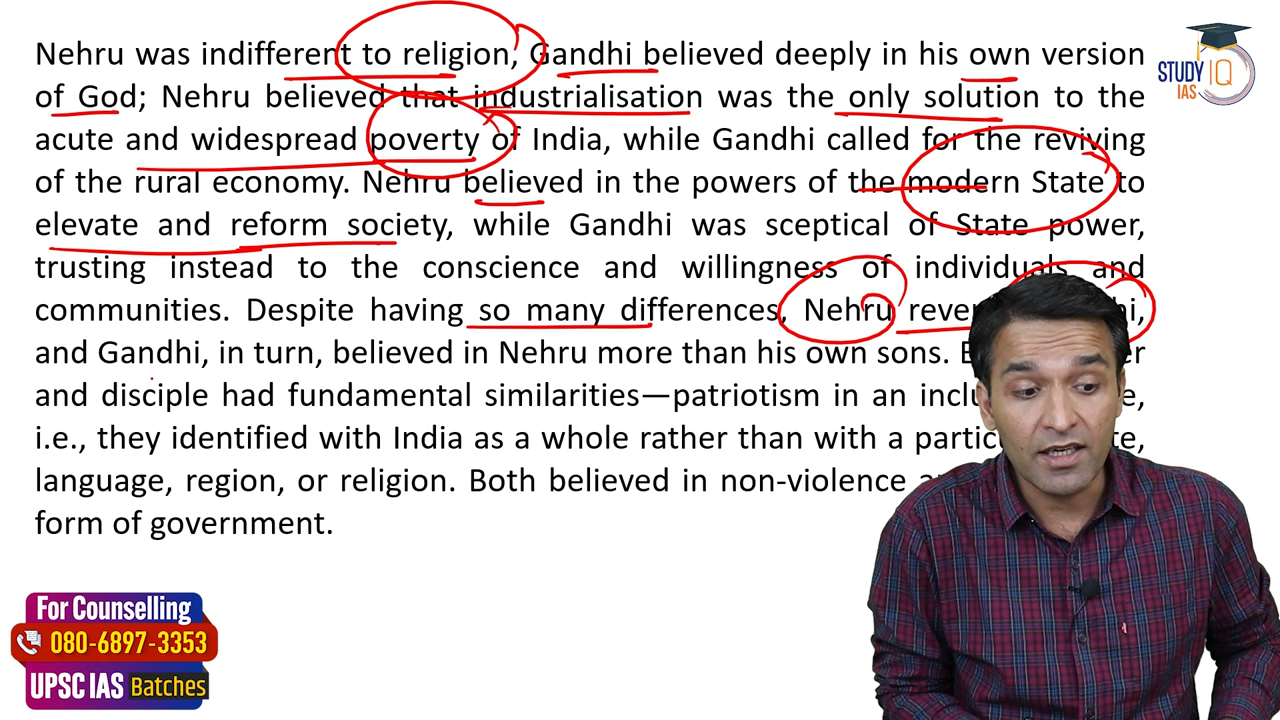 Nehru was indifferent to religion, Gandhi believed deeply in his own version
of God; Nehru believed that industrialisation was the only solution to the
acute and widespread poverty of India, while Gandhi called for the reviving
of the rural economy. Nehru believed in the powers of the modern State to
elevate and reform society, while Gandhi was sceptical of State power,
trusting instead to the conscience and willingness of individuals and
communities. Despite having so many differences, Nehru
and Gandhi, in turn, believed in Nehru more than his own sons.
and disciple had fundamental similarities—patriotism in an
i.e., they identified with India as a whole rather than with a
language, region, or religion. Both believed in non-violence
form of government.
STUDY IQ
IAS
For Counselling
080-6897-3353
UPSC IAS Batches